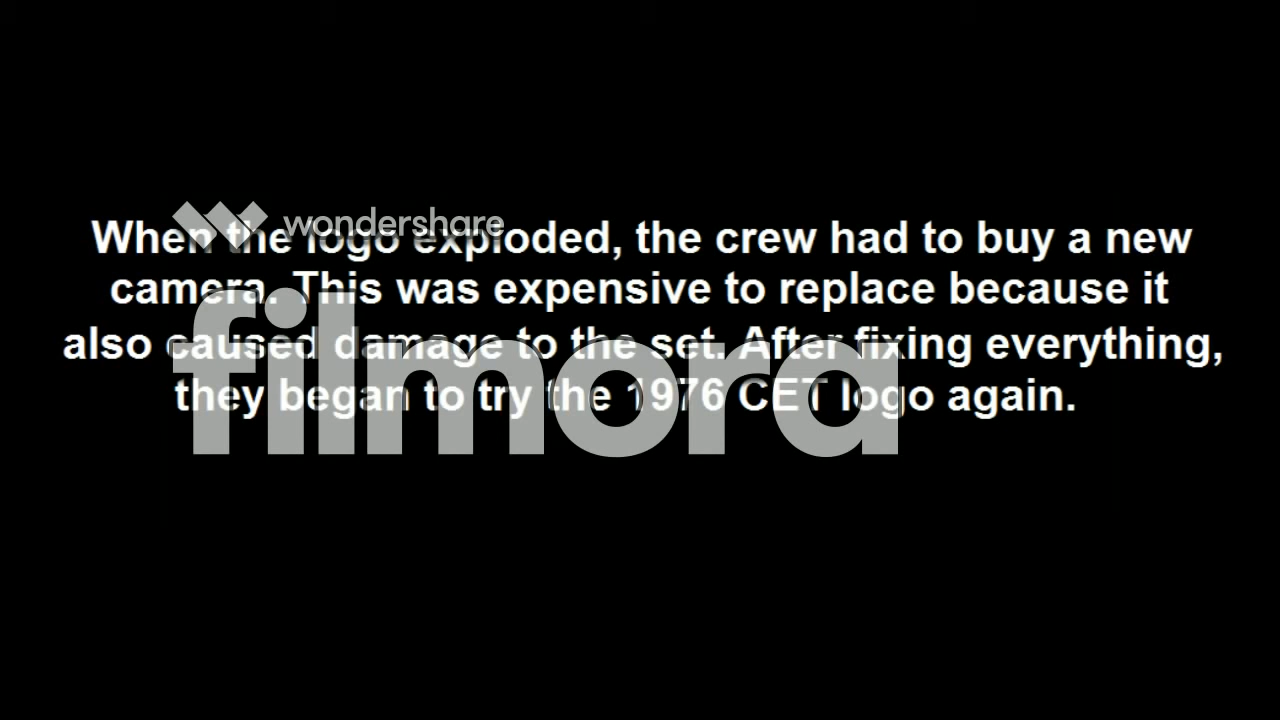 wondershare
When the logo exploded, the crew had to buy a new
camera. This was expensive to replace because it
filmora
also caused damage to the set. After fixing everything,
they began to try the 1976 CET logo again.